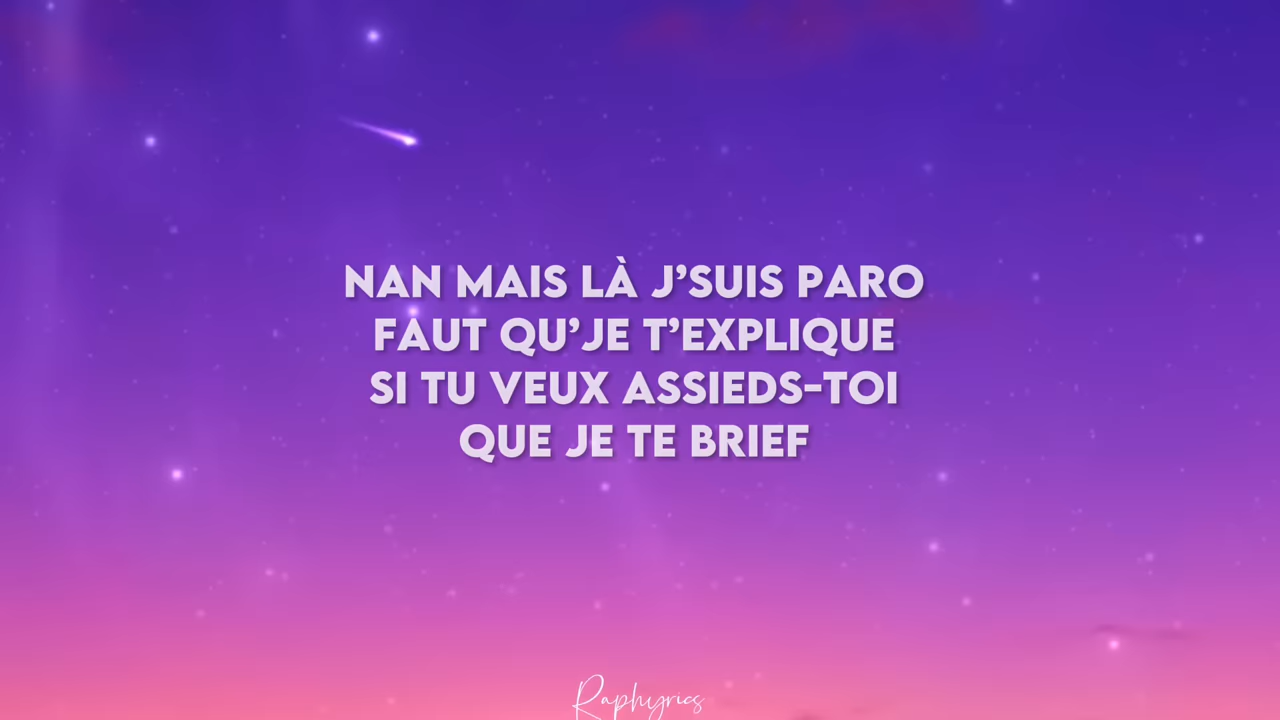 NAN MAIS LÀ J’SUIS PARO
FAUT QU’JE T’EXPLIQUE
SI TU VEUX ASSIEDS-TOI
QUE JE TE BRIEF
Raphyrics